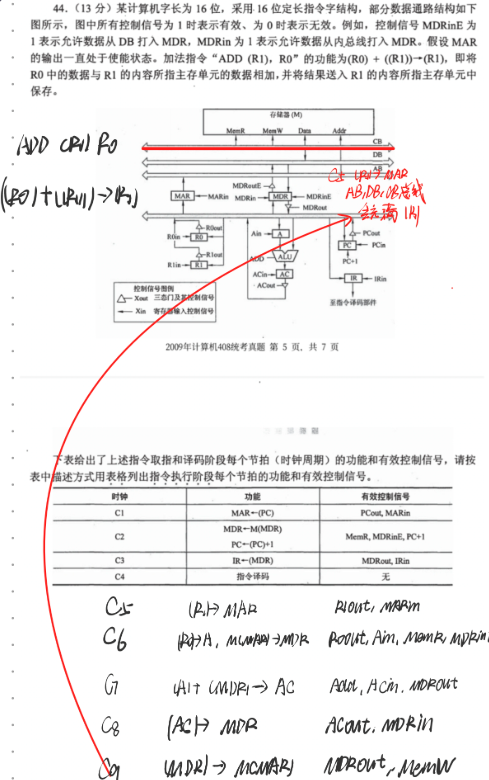 44. (13 分) 某计算机字长为 16 位，采用 16 位定长指令字结构，部分数据通路结构如下
图所示，图中所有控制信号为 1 时表示有效、为 0 时表示无效。例如，控制信号 MDRinE 为
1 表示允许数据从 DB 打入 MDR，MDRin 为 1 表示允许数据从内总线打入 MDR。假设 MAR
的输出一直处于使能状态。加法指令“ADD (R1)，R0”的功能为(R0) + ((R1))→(R1)，即将
R0 中的数据与 R1 的内容所指主存单元的数据相加，并将结果送入 R1 的内容所指主存单元中
保存。
存储器 (M)
MemR MemW Data Addr
CB
DB
AB
ADD (R1) R0
((R0)+((R1))→(R1)
C5 (R1)→MAR
AB,DB,CB总线
MDRoutE
MAR MARin MDRin MDR MDRinE
MDRout
R0out
R0in R0
R1out
R1in R1
Ain A
ADD ALU
ACin AC
ACout
PCout
PC PCin
PC+1
IR IRin
至指令译码部件
控制信号图例
Xout 三态门及其控制信号
Xin 寄存器输入控制信号
2009年计算机408统考真题 第 5 页，共 7 页
下表给出了上述指令取指和译码阶段每个节拍（时钟周期）的功能和有效控制信号，请按
表中描述方式用表格列出指令执行阶段每个节拍的功能和有效控制信号。
时钟 功能 有效控制信号
C1 MAR←(PC) PCout, MARin
C2 MDR←M(MDR) MemR, MDRinE, PC+1
PC←(PC)+1
C3 IR←(MDR) MDRout, IRin
C4 指令译码 无
C5 (R1)→MAR R1out, MARin
C6 (R0)→A, M(MAR)→MDR R0out, Ain, MemR, MDRin
C7 (A)+(MDR)→AC Add, ACin, MDRout
C8 (AC)→MDR ACout, MDRin
C9 (MDR)→M(MAR) MDRout, MemW